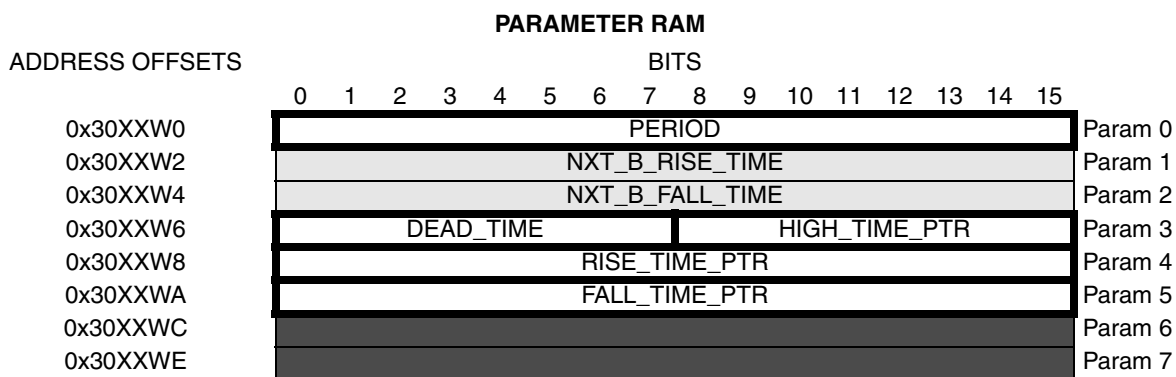 PARAMETER RAM
ADDRESS OFFSETS BITS
0 1 2 3 4 5 6 7 8 9 10 11 12 13 14 15
0x30XXW0 PERIOD Param 0
0x30XXW2 NXT_B_RISE_TIME Param 1
0x30XXW4 NXT_B_FALL_TIME Param 2
0x30XXW6 DEAD_TIME HIGH_TIME_PTR Param 3
0x30XXW8 RISE_TIME_PTR Param 4
0x30XXWA FALL_TIME_PTR Param 5
0x30XXWC Param 6
0x30XXWE Param 7